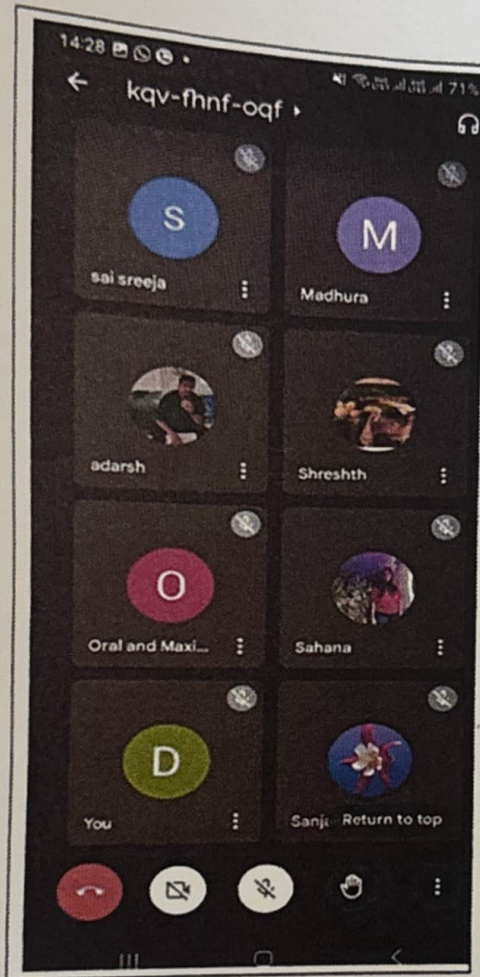 14:28 71%
kqv-fhnf-oqf
S M
sai sreeja Madhura
adarsh Shreshth
O
Oral and Maxi... Sahana
D
You Sanj Return to top